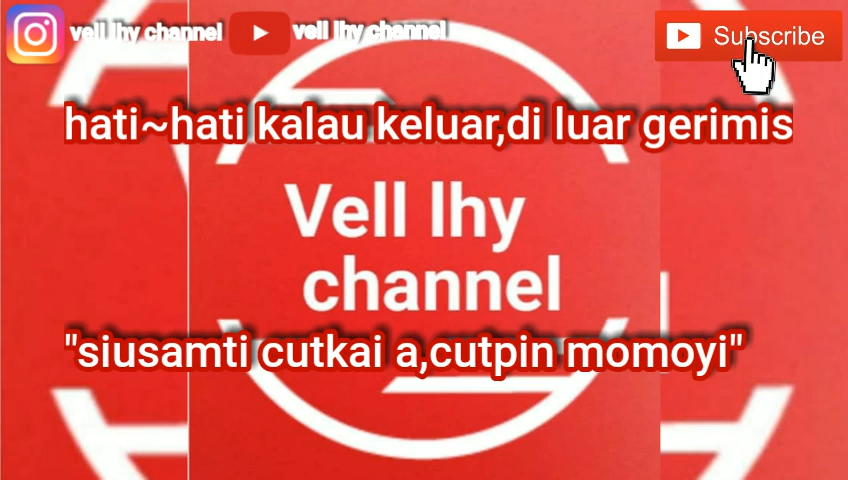 vell lhy channel vell lhy channel Subscribe
hati~hati kalau keluar,di luar gerimis
Vell lhy
channel
"siusamti cutkai a,cutpin momoyi"